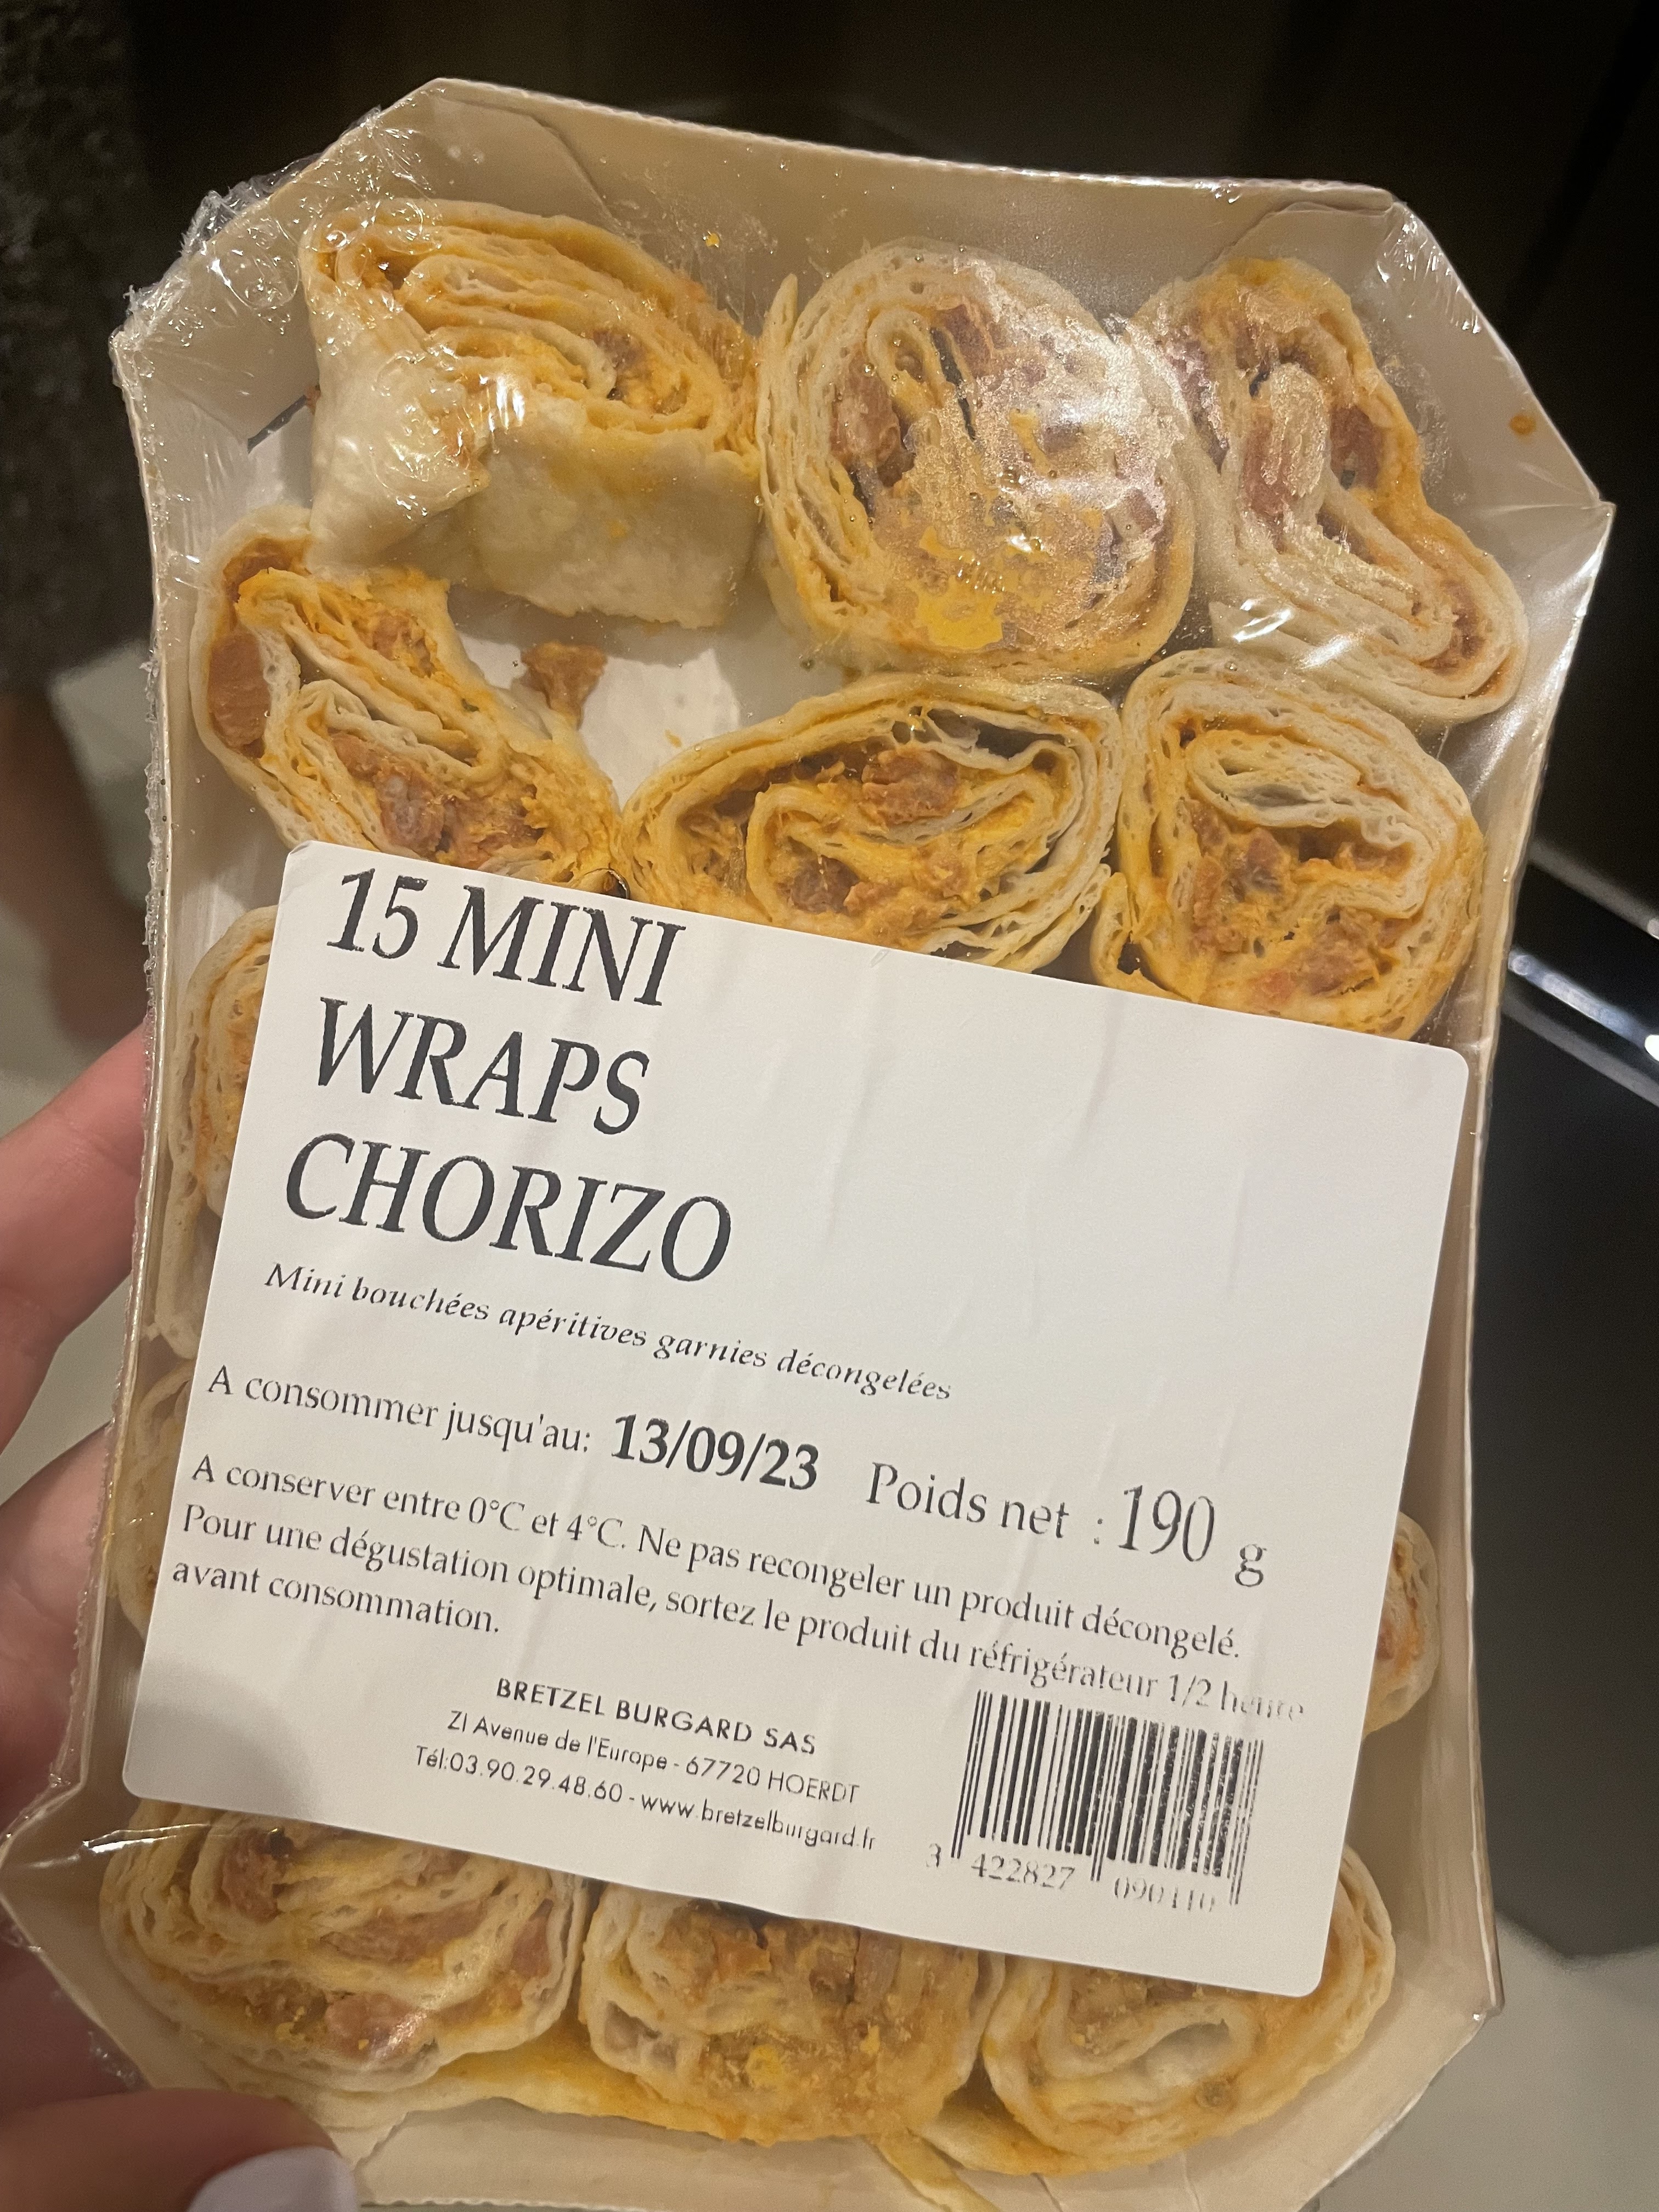 15 MINI
WRAPS
CHORIZO
Mini bouchées apéritives garnies décongelées
A consommer jusqu'au: 13/09/23 Poids net : 190 g
A conserver entre 0°C et 4°C. Ne pas recongeler un produit décongelé.
Pour une dégustation optimale, sortez le produit du réfrigérateur 1/2 heure
avant consommation.
BRETZEL BURGARD SAS
ZI Avenue de l'Europe - 67720 HOERDT
Tél:03.90.29.48.60 - www.bretzelburgard.fr
3 422827 090110